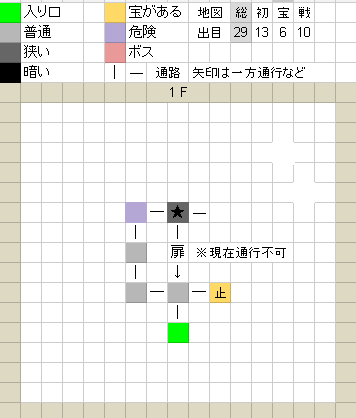 入り口 宝がある 地図 総 初 宝 戦
普通 危険 出目 29 13 6 10
狭い ボス
暗い | ― 通路 矢印は一方通行など
1F
★
扉 ※現在通行不可
↓
止